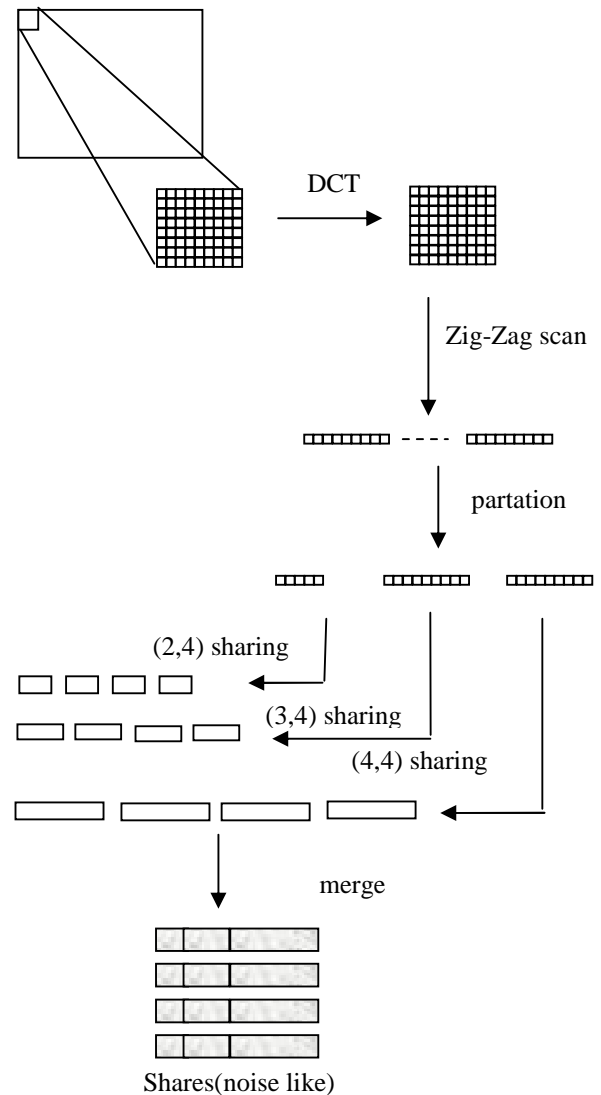 DCT
Zig-Zag scan
partation
(2,4) sharing
(3,4) sharing
(4,4) sharing
merge
Shares(noise like)